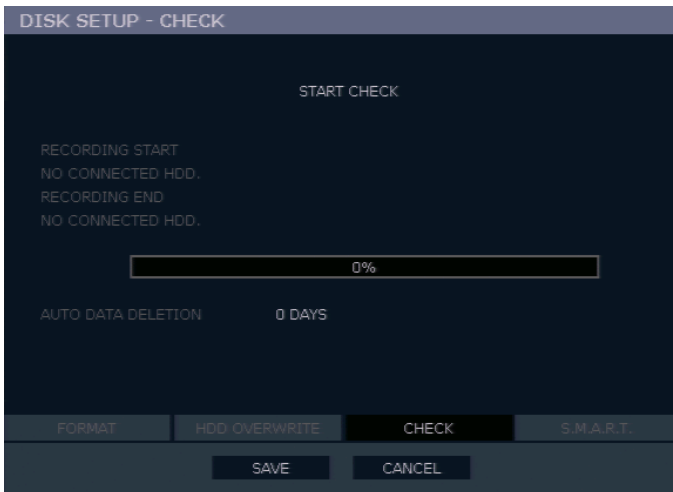 DISK SETUP - CHECK
START CHECK
RECORDING START
NO CONNECTED HDD.
RECORDING END
NO CONNECTED HDD.
0%
AUTO DATA DELETION 0 DAYS
FORMAT HDD OVERWRITE CHECK S.M.A.R.T.
SAVE CANCEL